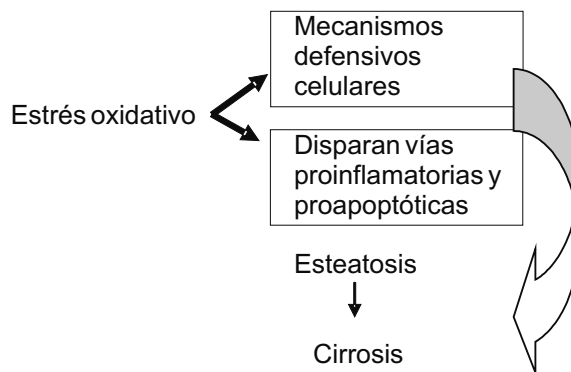 Mecanismos
defensivos
celulares
Estrés oxidativo
Disparan vías
proinflamatorias y
proapoptóticas
Esteatosis
Cirrosis